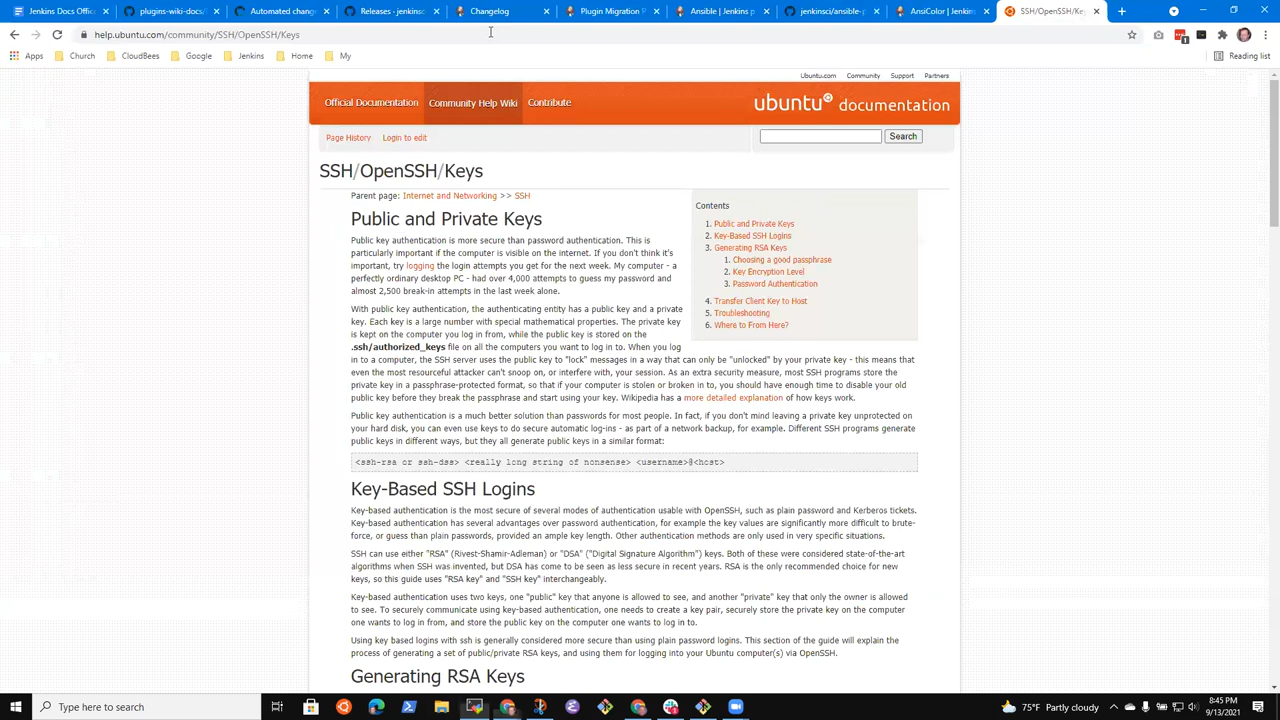 Jenkins Docs Offic
plugins-wiki-docs/
Automated change
Releases · jenkinsc
Changelog
Plugin Migration P
Ansible | Jenkins p
jenkinsci/ansible-p
AnsiColor | Jenkins
SSH/OpenSSH/Key
help.ubuntu.com/community/SSH/OpenSSH/Keys
1
Apps
Church
CloudBees
Google
Jenkins
Home
My
Reading list
Ubuntu.com
Community
Support
Partners
Official Documentation
Community Help Wiki
Contribute
ubuntu documentation
Page History
Login to edit
Search
SSH/OpenSSH/Keys
Parent page: Internet and Networking >> SSH
Public and Private Keys
Public key authentication is more secure than password authentication. This is
particularly important if the computer is visible on the internet. If you don't think it's
important, try logging the login attempts you get for the next week. My computer - a
perfectly ordinary desktop PC - had over 4,000 attempts to guess my password and
almost 2,500 break-in attempts in the last week alone.
Contents
1. Public and Private Keys
2. Key-Based SSH Logins
3. Generating RSA Keys
1. Choosing a good passphrase
2. Key Encryption Level
3. Password Authentication
4. Transfer Client Key to Host
5. Troubleshooting
6. Where to From Here?
With public key authentication, the authenticating entity has a public key and a private
key. Each key is a large number with special mathematical properties. The private key
is kept on the computer you log in from, while the public key is stored on the
.ssh/authorized_keys file on all the computers you want to log in to. When you log
in to a computer, the SSH server uses the public key to "lock" messages in a way that can only be "unlocked" by your private key - this means that
even the most resourceful attacker can't snoop on, or interfere with, your session. As an extra security measure, most SSH programs store the
private key in a passphrase-protected format, so that if your computer is stolen or broken in to, you should have enough time to disable your old
public key before they break the passphrase and start using your key. Wikipedia has a more detailed explanation of how keys work.
Public key authentication is a much better solution than passwords for most people. In fact, if you don't mind leaving a private key unprotected on
your hard disk, you can even use keys to do secure automatic log-ins - as part of a network backup, for example. Different SSH programs generate
public keys in different ways, but they all generate public keys in a similar format:
<ssh-rsa or ssh-dss> <really long string of nonsense> <username>@<host>
Key-Based SSH Logins
Key-based authentication is the most secure of several modes of authentication usable with OpenSSH, such as plain password and Kerberos tickets.
Key-based authentication has several advantages over password authentication, for example the key values are significantly more difficult to brute-
force, or guess than plain passwords, provided an ample key length. Other authentication methods are only used in very specific situations.
SSH can use either "RSA" (Rivest-Shamir-Adleman) or "DSA" ("Digital Signature Algorithm") keys. Both of these were considered state-of-the-art
algorithms when SSH was invented, but DSA has come to be seen as less secure in recent years. RSA is the only recommended choice for new
keys, so this guide uses "RSA key" and "SSH key" interchangeably.
Key-based authentication uses two keys, one "public" key that anyone is allowed to see, and another "private" key that only the owner is allowed
to see. To securely communicate using key-based authentication, one needs to create a key pair, securely store the private key on the computer
one wants to log in from, and store the public key on the computer one wants to log in to.
Using key based logins with ssh is generally considered more secure than using plain password logins. This section of the guide will explain the
process of generating a set of public/private RSA keys, and using them for logging into your Ubuntu computer(s) via OpenSSH.
Generating RSA Keys
Type here to search
75°F Partly cloudy
8:45 PM
9/13/2021